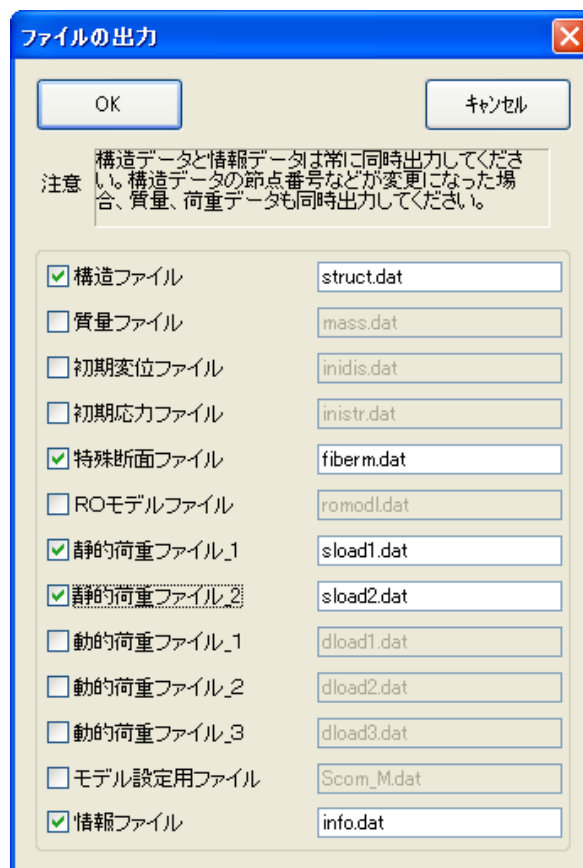 ファイルの出力
OK
キャンセル
注意
構造データと情報データは常に同時出力してくださ
い。構造データの節点番号などが変更になった場
合、質量、荷重データも同時出力してください。
構造ファイル struct.dat
質量ファイル mass.dat
初期変位ファイル inidis.dat
初期応力ファイル inistr.dat
特殊断面ファイル fiberm.dat
ROモデルファイル romodl.dat
静的荷重ファイル_1 sload1.dat
静的荷重ファイル_2 sload2.dat
動的荷重ファイル_1 dload1.dat
動的荷重ファイル_2 dload2.dat
動的荷重ファイル_3 dload3.dat
モデル設定用ファイル Scom_M.dat
情報ファイル info.dat